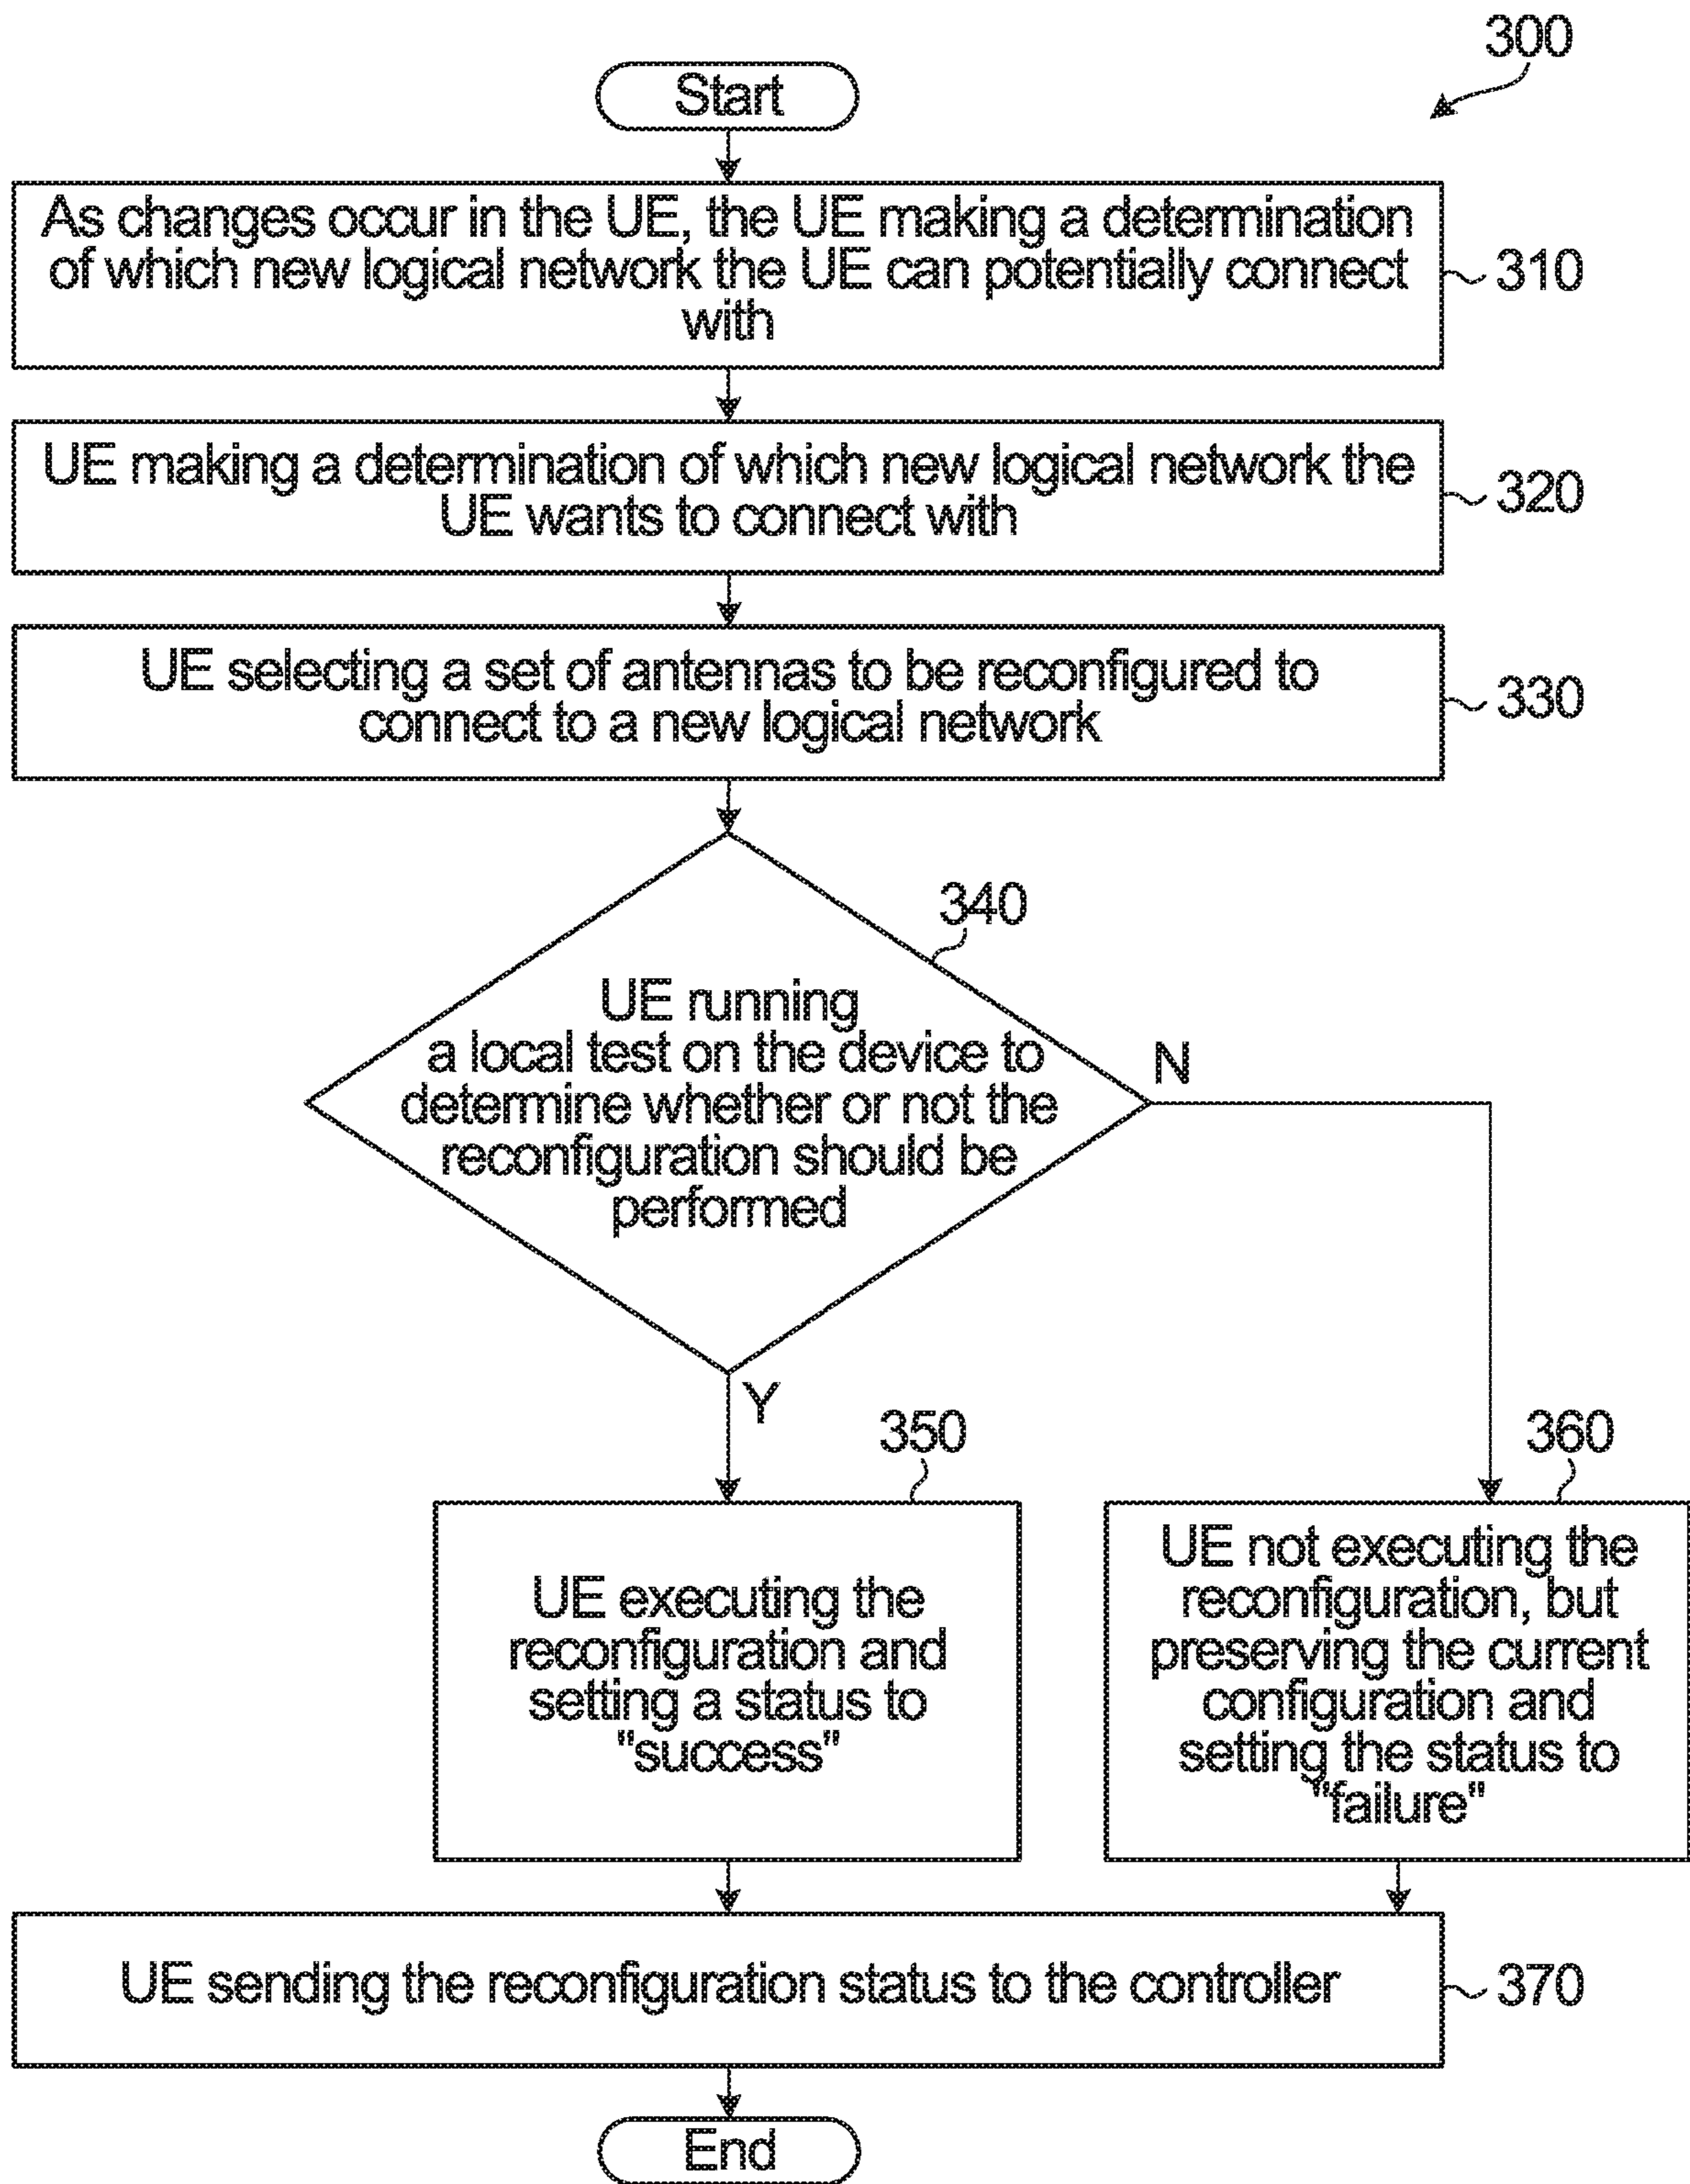 300
Start
As changes occur in the UE, the UE making a determination
of which new logical network the UE can potentially connect
with
310
UE making a determination of which new logical network the
UE wants to connect with
320
UE selecting a set of antennas to be reconfigured to
connect to a new logical network
330
340
UE running
a local test on the device to
determine whether or not the
reconfiguration should be
performed
N
Y
350
UE executing the
reconfiguration and
setting a status to
"success"
360
UE not executing the
reconfiguration, but
preserving the current
configuration and
setting the status to
"failure"
UE sending the reconfiguration status to the controller
370
End